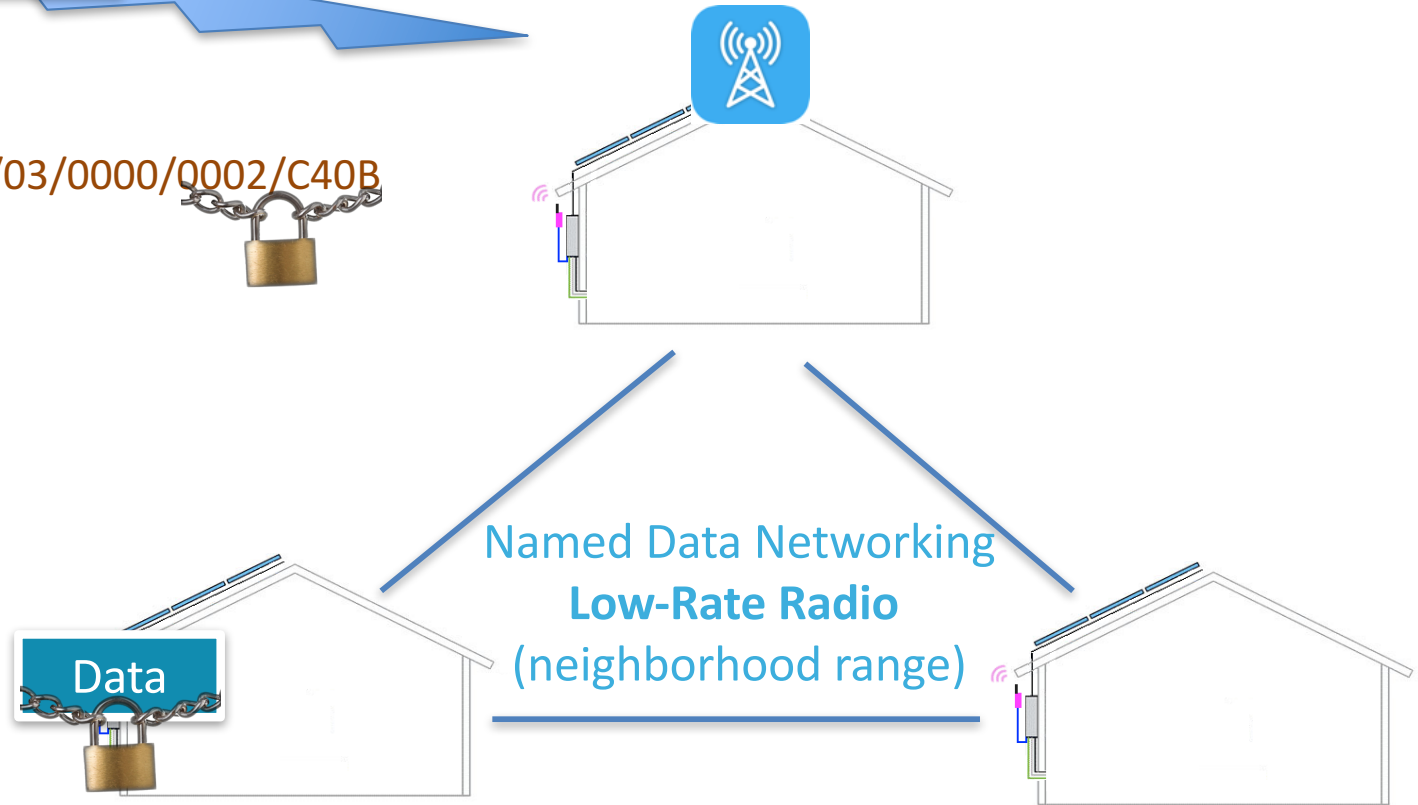 /03/0000/0002/C40B
Named Data Networking
Low-Rate Radio
(neighborhood range)
Data